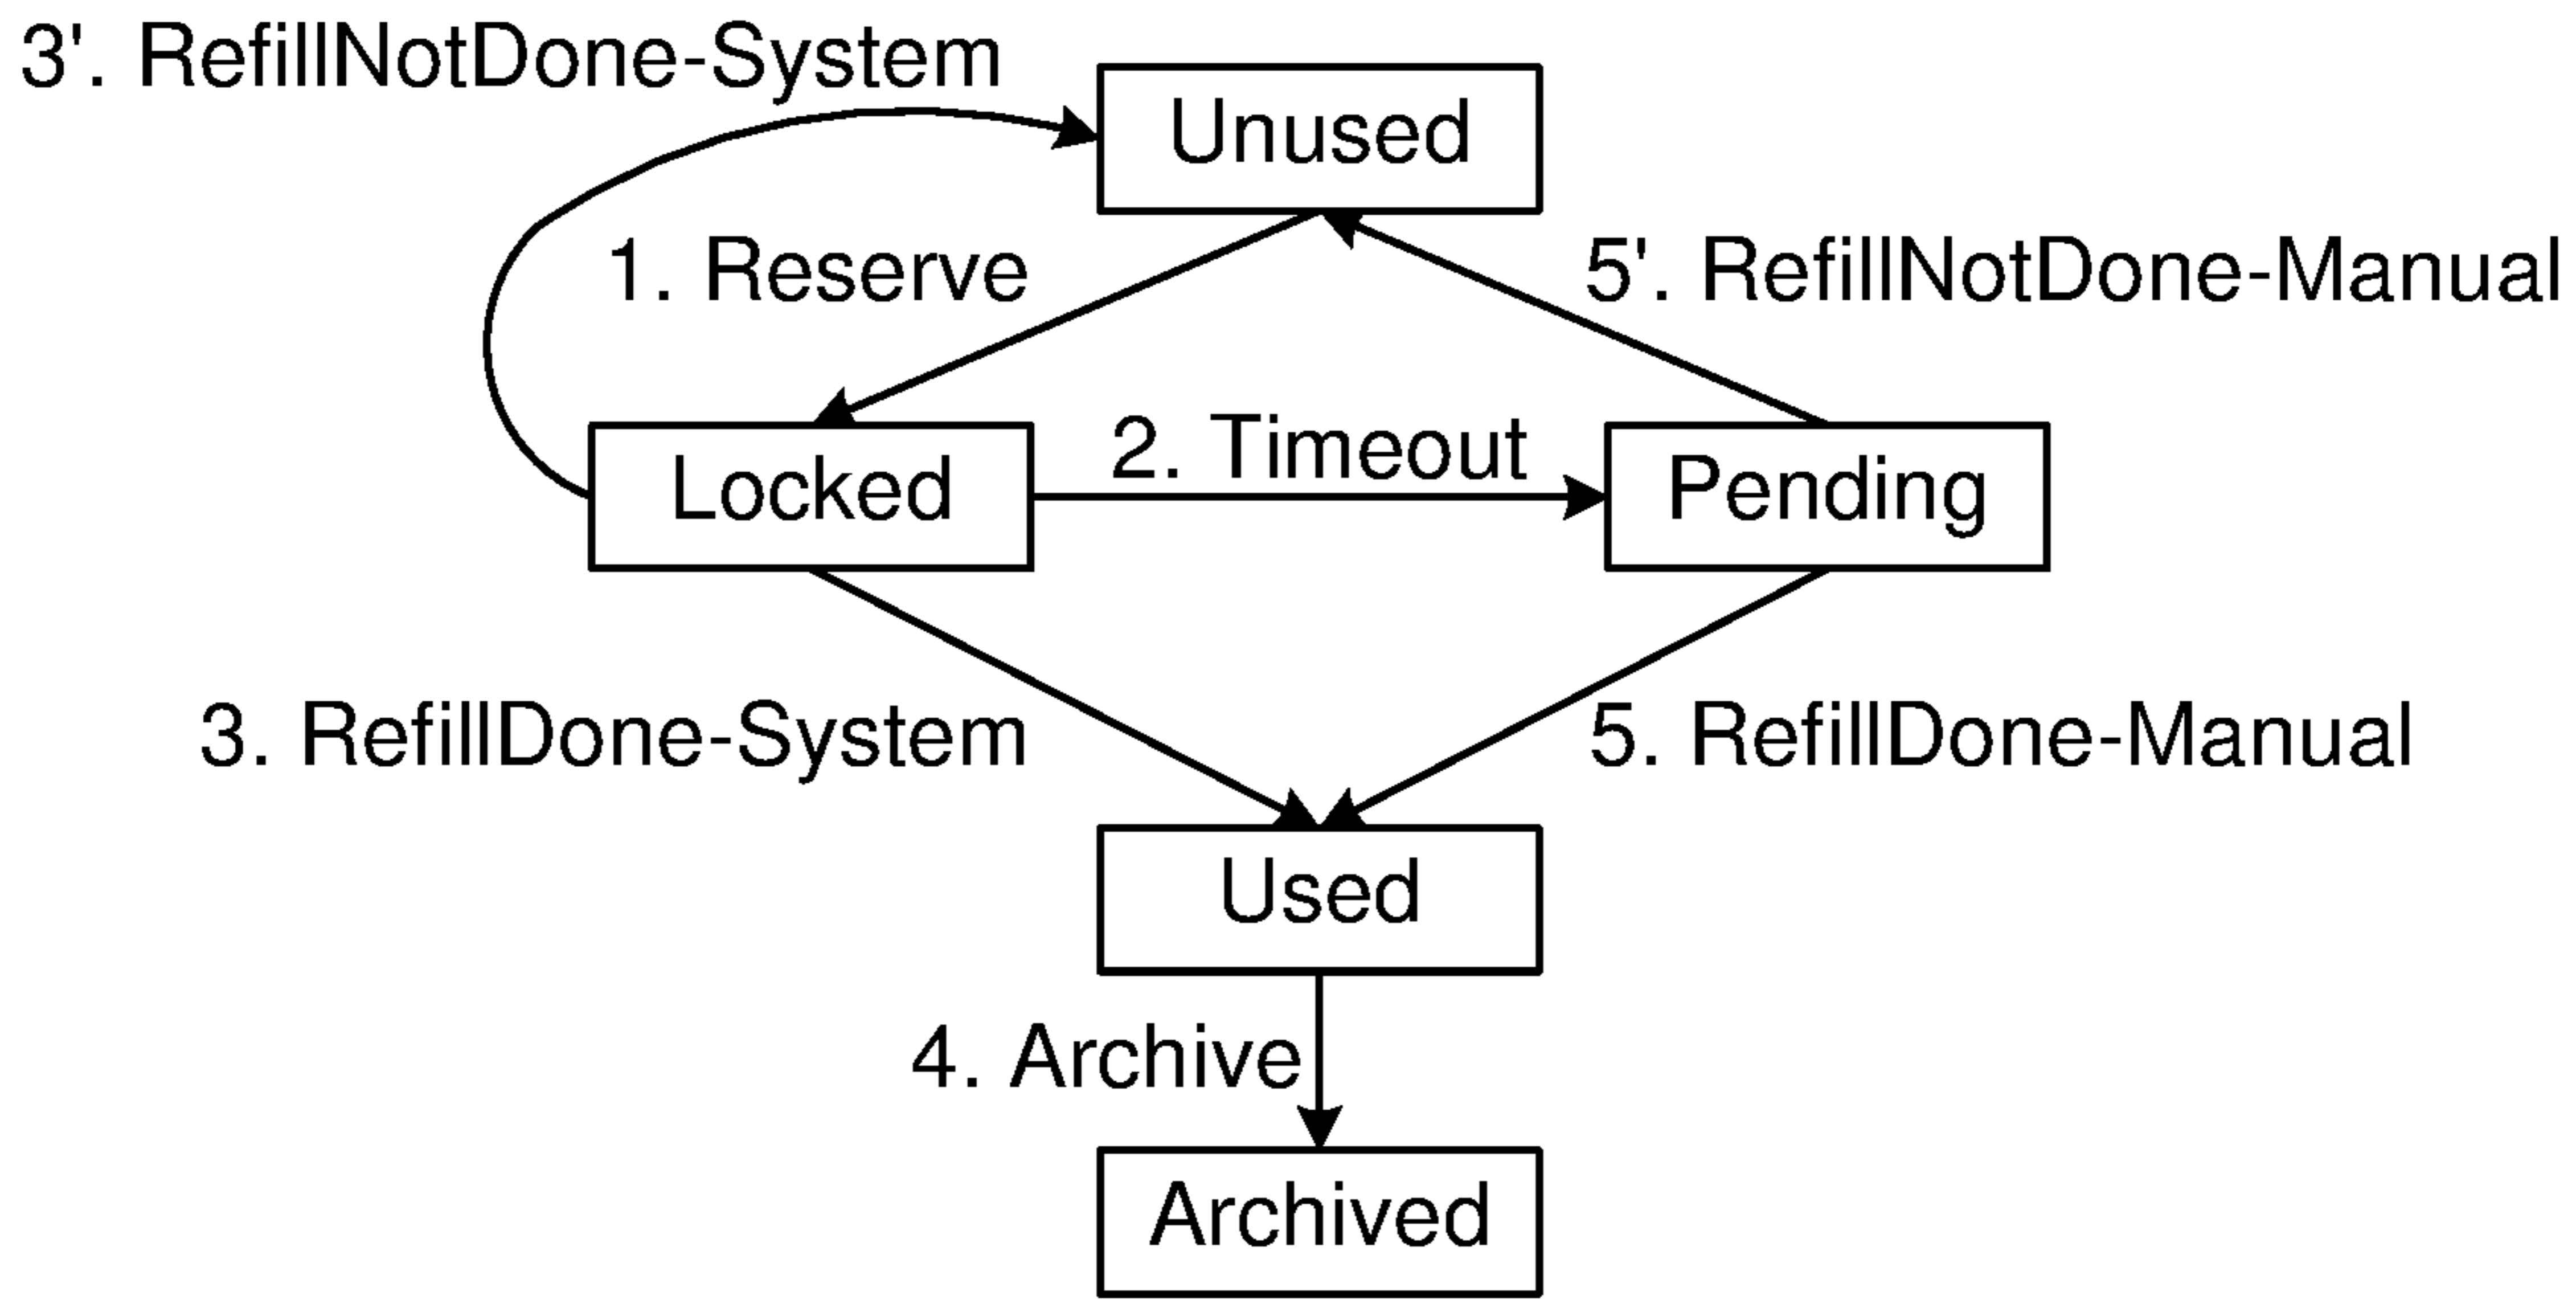 3'. RefillNotDone-System
Unused
1. Reserve
5'. RefillNotDone-Manual
Locked
2. Timeout
Pending
3. RefillDone-System
5. RefillDone-Manual
Used
4. Archive
Archived